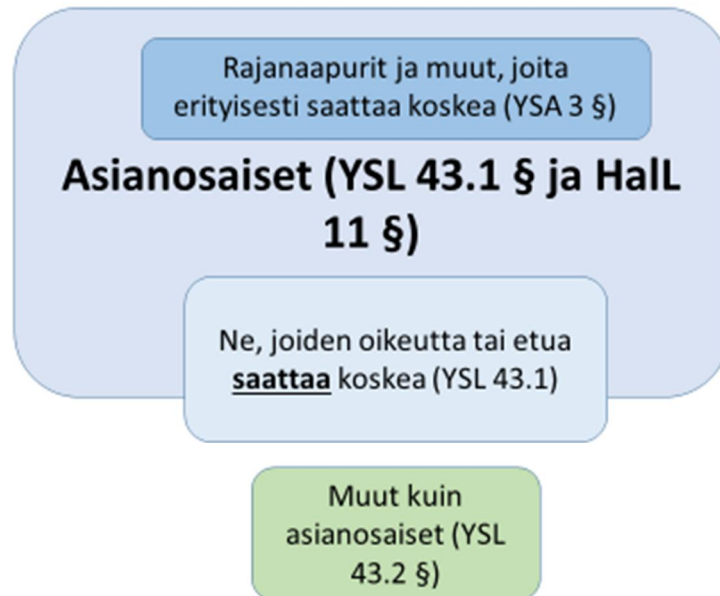 Rajanaapurit ja muut, joita
erityisesti saattaa koskea (YSA 3 §)
Asianosaiset (YSL 43.1 § ja HalL
11 §)
Ne, joiden oikeutta tai etua
saattaa koskea (YSL 43.1)
Muut kuin
asianosaiset (YSL
43.2 §)